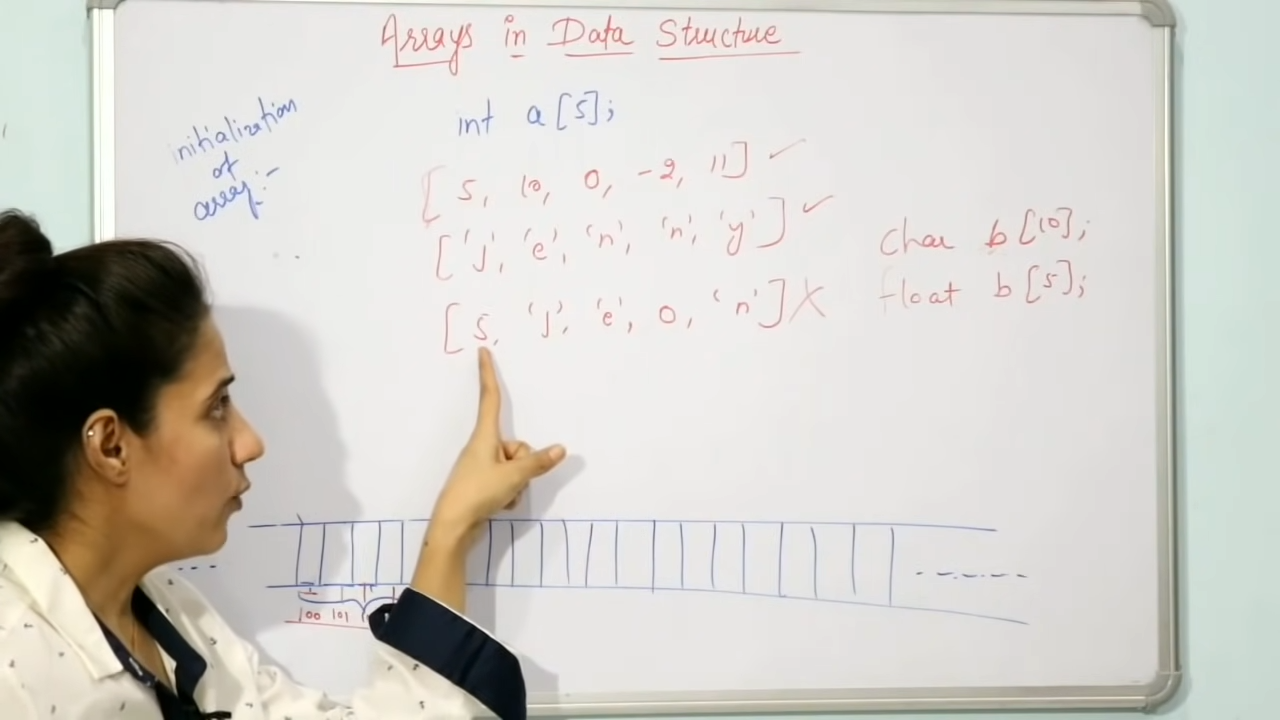 Arrays in Data Structure
initialization
of
array:-
int a[5];
[5, 10, 0, -2, 11] ✓
['j', 'e', 'n', 'n', 'y'] ✓
[5, 'j', 'e', 0, 'n'] X
char b[10];
float b[5];
100 101